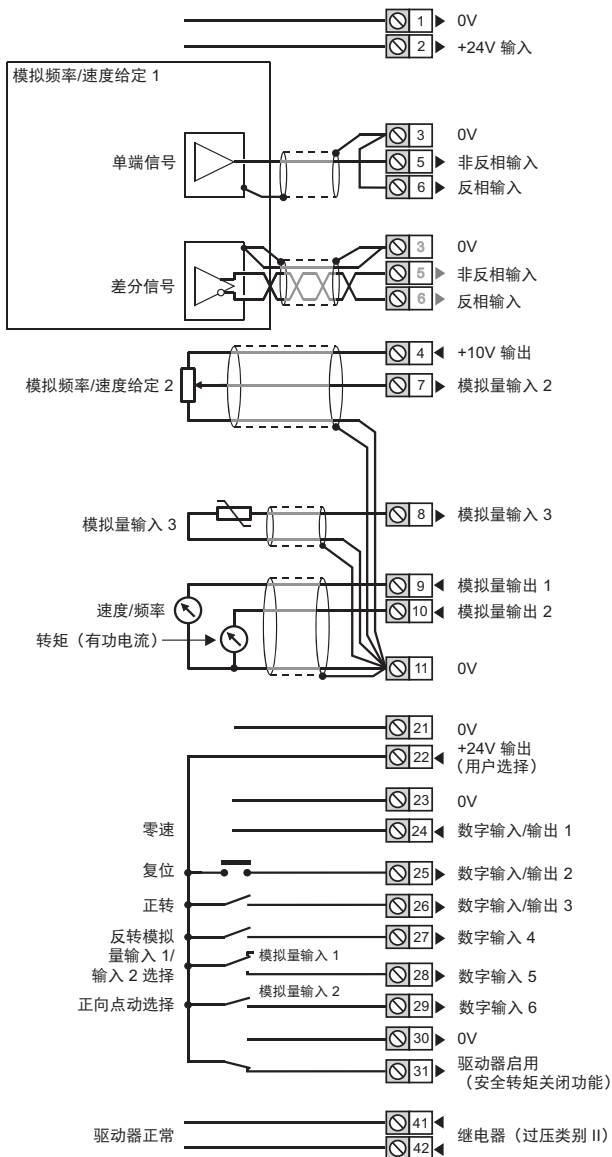 1 0V
2 +24V 输入
模拟频率/速度给定 1
3 0V
单端信号 5 非反相输入
6 反相输入
3 0V
差分信号 5 非反相输入
6 反相输入
4 +10V 输出
模拟频率/速度给定 2 7 模拟量输入 2
模拟量输入 3 8 模拟量输入 3
9 模拟量输出 1
速度/频率 10 模拟量输出 2
转矩（有功电流）
11 0V
21 0V
22 +24V 输出
（用户选择）
23 0V
零速 24 数字输入/输出 1
复位 25 数字输入/输出 2
正转 26 数字输入/输出 3
反转模拟 27 数字输入 4
量输入 1/ 模拟量输入 1
输入 2 选择 28 数字输入 5
模拟量输入 2
正向点动选择 29 数字输入 6
30 0V
31 驱动器启用
（安全转矩关闭功能）
41
驱动器正常 继电器（过压类别 II）
42